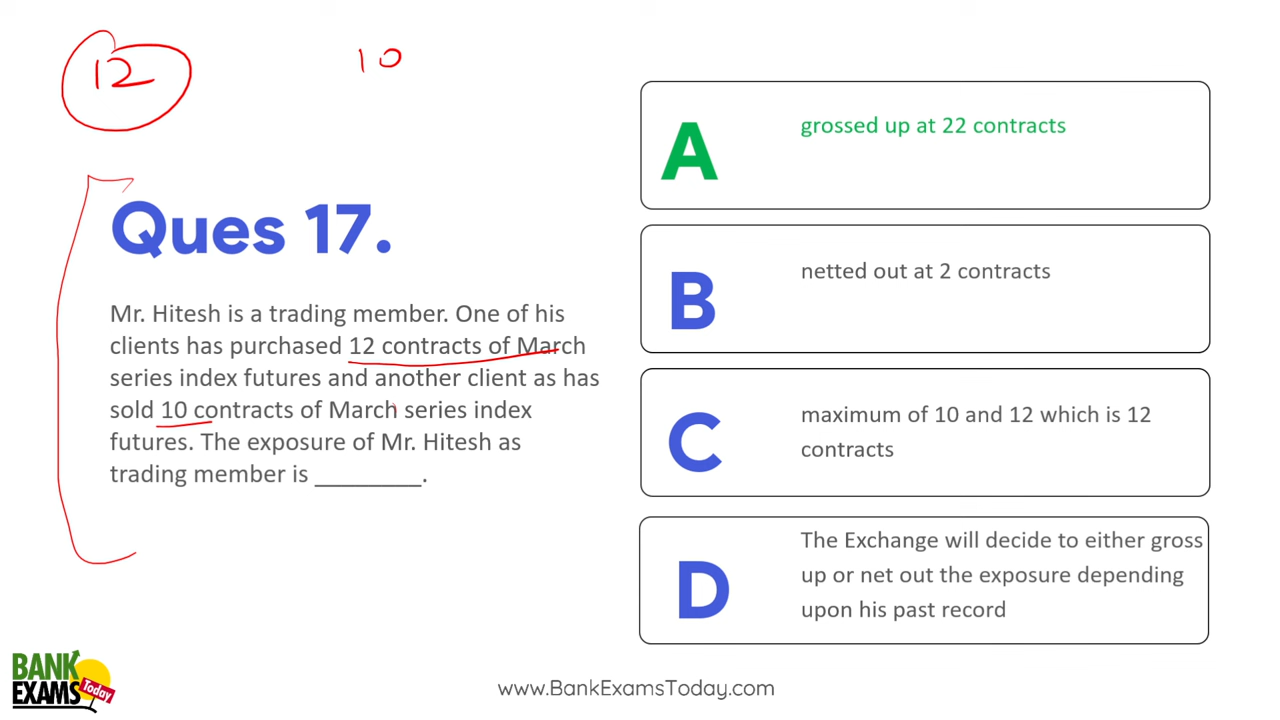 12
10
Ques 17.
Mr. Hitesh is a trading member. One of his
clients has purchased 12 contracts of March
series index futures and another client as has
sold 10 contracts of March series index
futures. The exposure of Mr. Hitesh as
trading member is ________.
A
grossed up at 22 contracts
B
netted out at 2 contracts
C
maximum of 10 and 12 which is 12
contracts
D
The Exchange will decide to either gross
up or net out the exposure depending
upon his past record
BANK
EXAMS
Today
www.BankExamsToday.com